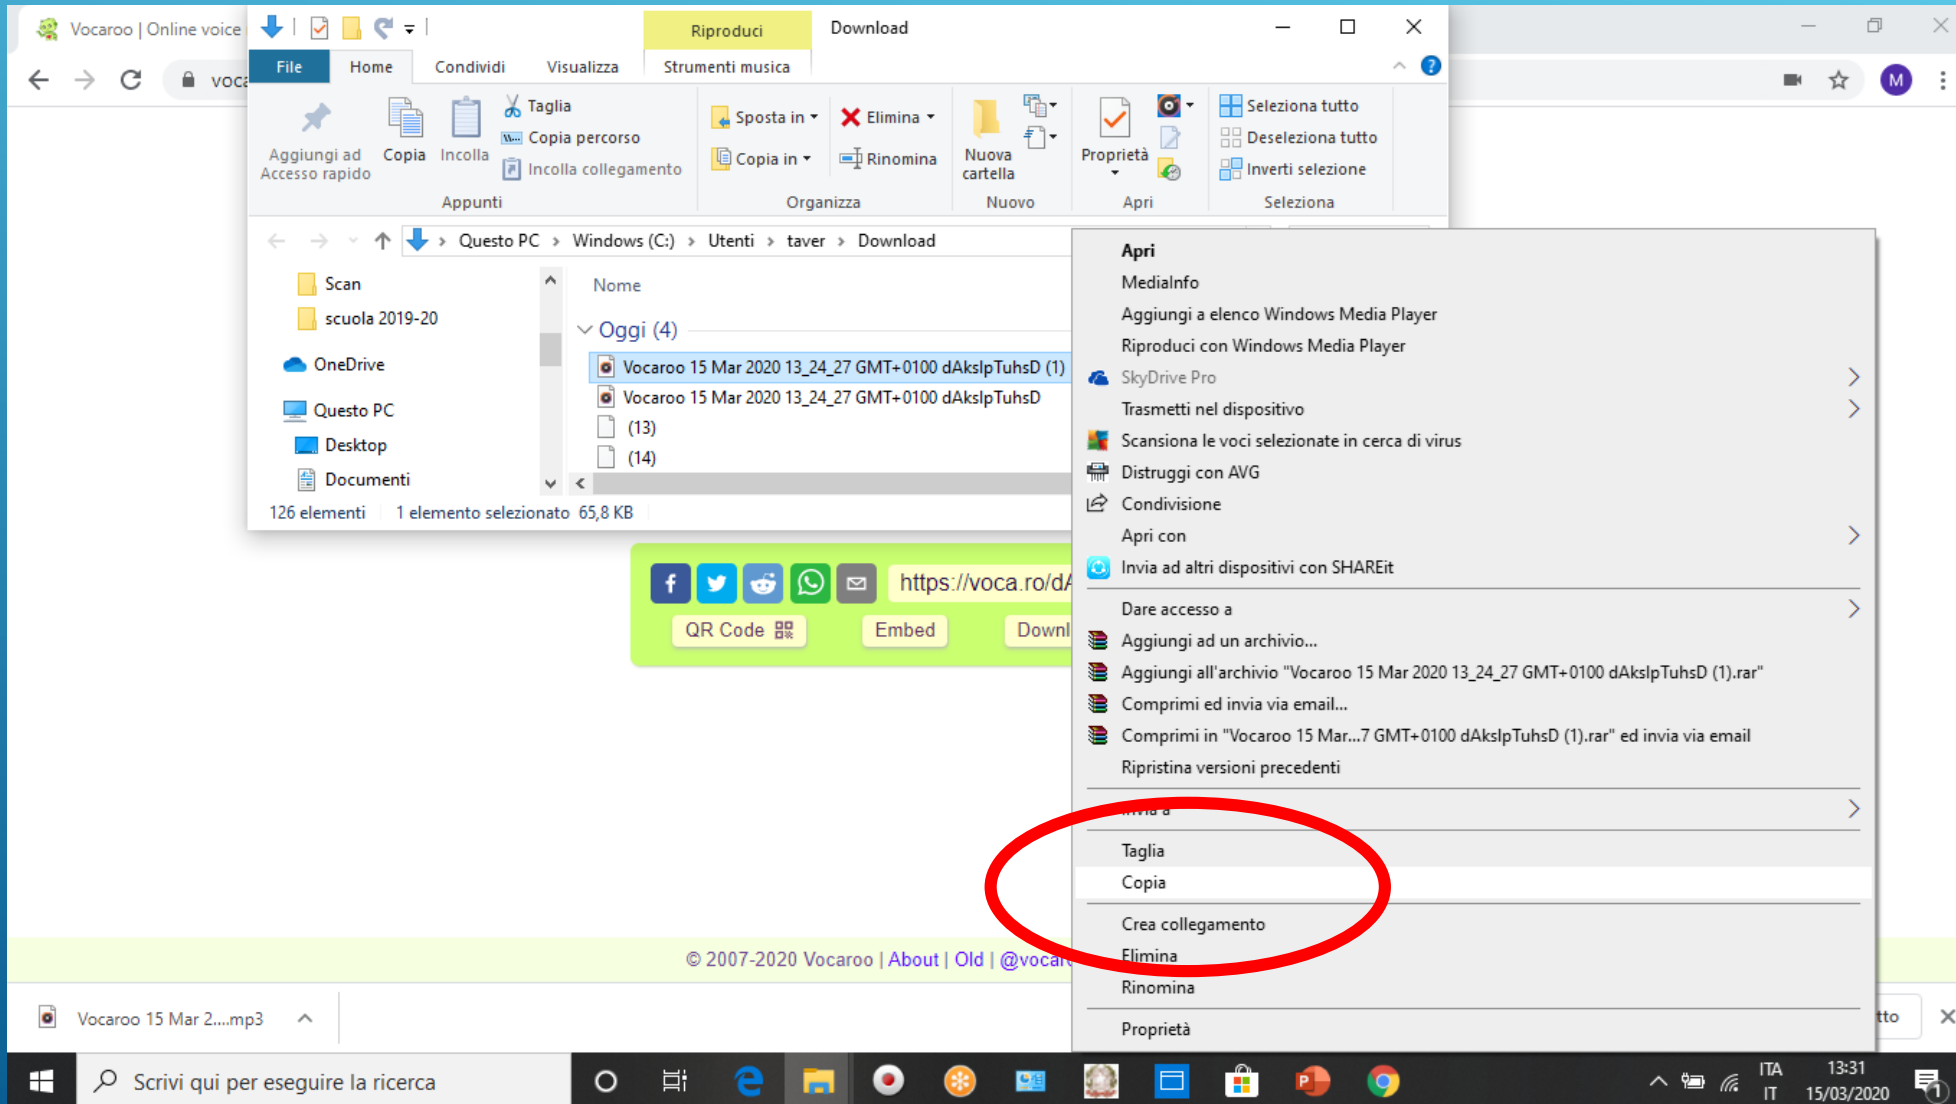 Vocaroo | Online voice
Riproduci
Download
File
Home
Condividi
Visualizza
Strumenti musica
voca
M
Aggiungi ad
Accesso rapido
Copia
Incolla
Taglia
Copia percorso
Incolla collegamento
Appunti
Sposta in
Copia in
Elimina
Rinomina
Organizza
Nuova
cartella
Nuovo
Proprietà
Apri
Seleziona tutto
Deseleziona tutto
Inverti selezione
Seleziona
Questo PC > Windows (C:) > Utenti > taver > Download
Scan
scuola 2019-20
OneDrive
Questo PC
Desktop
Documenti
Nome
Oggi (4)
Vocaroo 15 Mar 2020 13_24_27 GMT+0100 dAksIpTuhsD (1)
Vocaroo 15 Mar 2020 13_24_27 GMT+0100 dAksIpTuhsD
(13)
(14)
126 elementi
1 elemento selezionato 65,8 KB
Apri
MediaInfo
Aggiungi a elenco Windows Media Player
Riproduci con Windows Media Player
SkyDrive Pro
Trasmetti nel dispositivo
Scansiona le voci selezionate in cerca di virus
Distruggi con AVG
Condivisione
Apri con
Invia ad altri dispositivi con SHAREit
Dare accesso a
Aggiungi ad un archivio...
Aggiungi all'archivio "Vocaroo 15 Mar 2020 13_24_27 GMT+0100 dAksIpTuhsD (1).rar"
Comprimi ed invia via email...
Comprimi in "Vocaroo 15 Mar...7 GMT+0100 dAksIpTuhsD (1).rar" ed invia via email
Ripristina versioni precedenti
Invia a
Taglia
Copia
Crea collegamento
Elimina
Rinomina
Proprietà
https://voca.ro/dA
QR Code
Embed
Downl
© 2007-2020 Vocaroo | About | Old | @vocaro
Vocaroo 15 Mar 2....mp3
tto
Scrivi qui per eseguire la ricerca
ITA
IT
13:31
15/03/2020
1